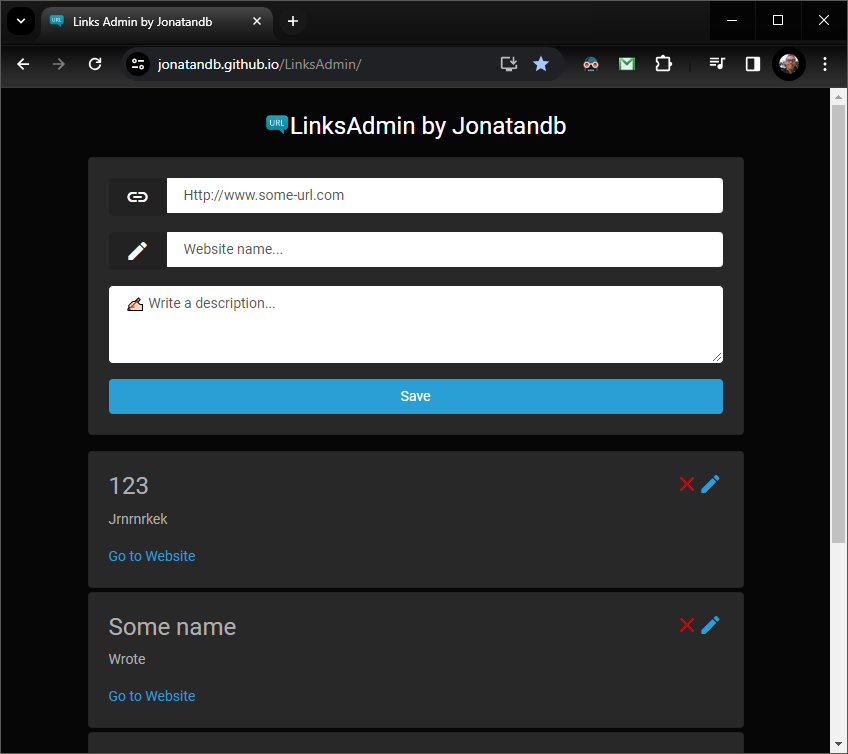 Links Admin by Jonatandb
jonatandb.github.io/LinksAdmin/
URL LinksAdmin by Jonatandb
Http://www.some-url.com
Website name...
✍ Write a description...
Save
123
Jrnrnrkek
Go to Website
Some name
Wrote
Go to Website